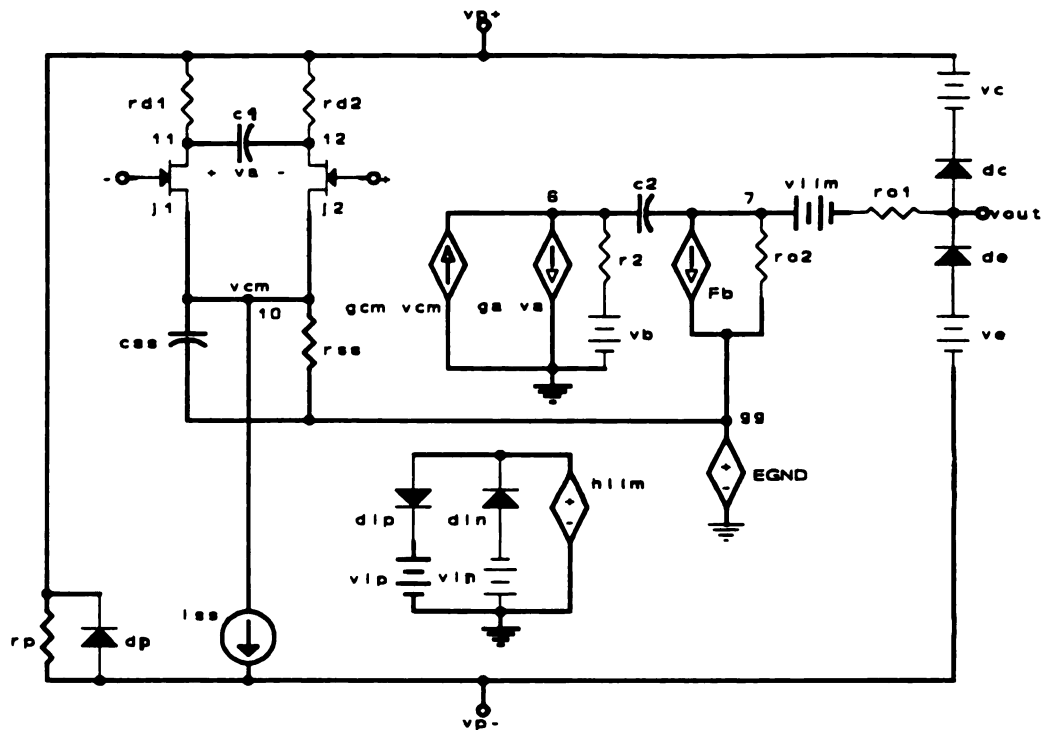 vp+
rd1
rd2
c1
vc
11
12
+ va -
-
+
j1
j2
dc
6
c2
7
vlim
ro1
vout
r2
ro2
de
vcm
10
gcm vcm
ga va
Fb
css
rss
vb
ve
gg
+
-
EGND
hlim
+
-
dlp
dln
vlp
vln
iss
rp
dp
vp-